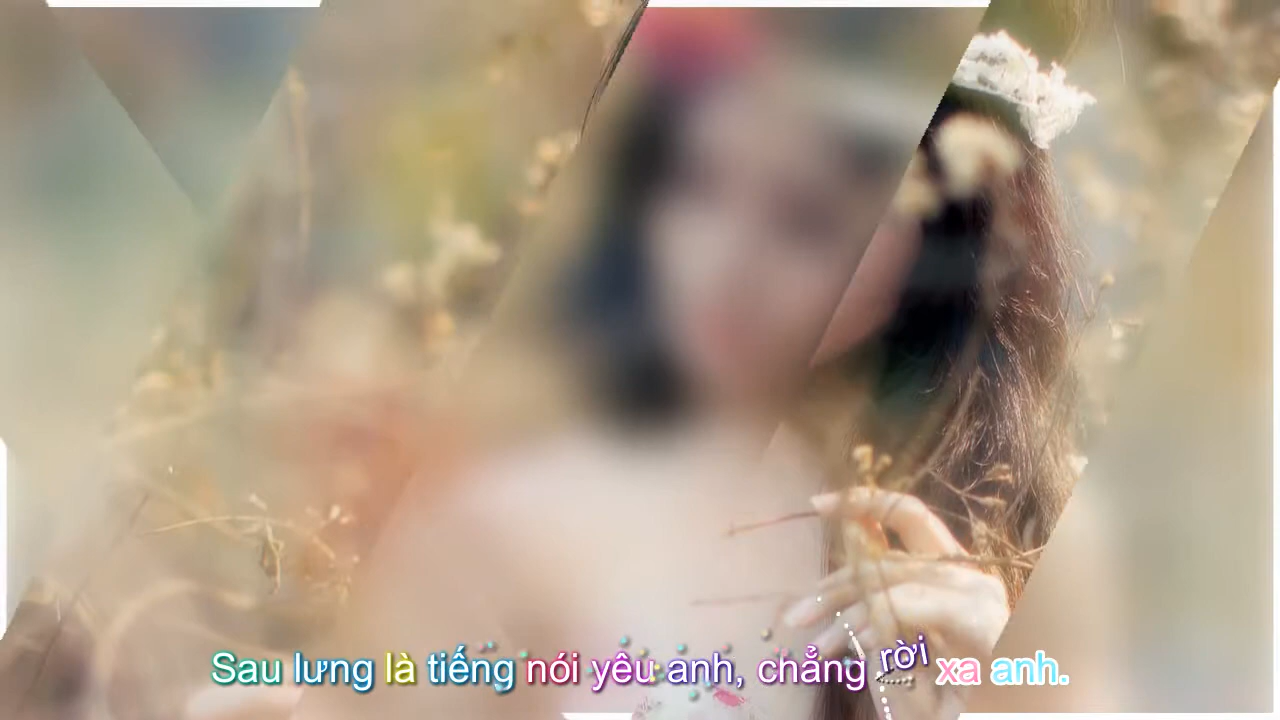 Sau lưng là tiếng nói yêu anh, chẳng rời xa anh.